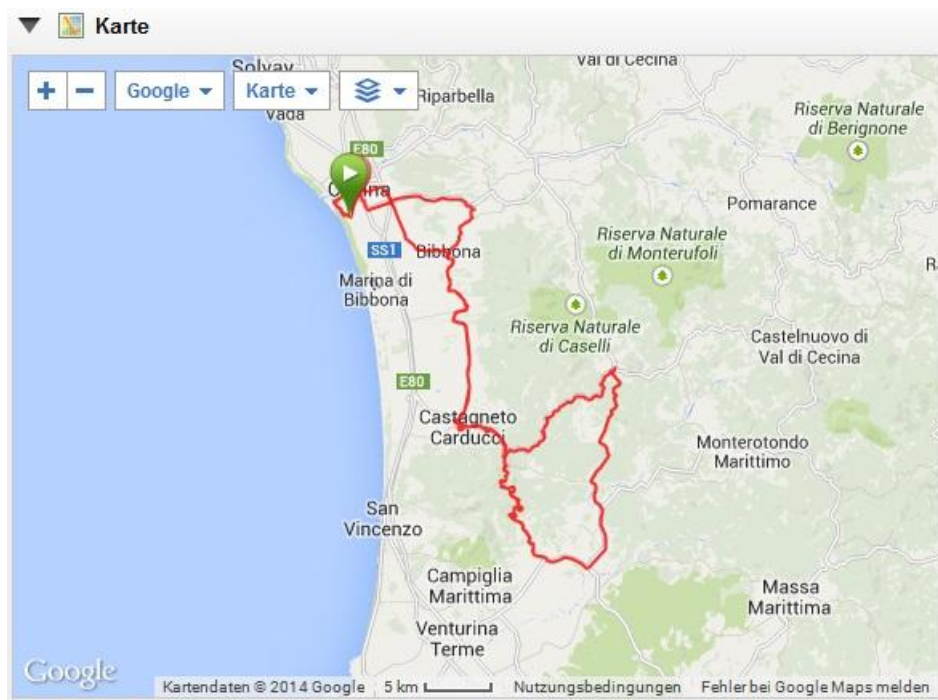 Karte
Solvay
Val di Cecina
Google
Karte
Riparbella
Vada
Riserva Naturale
di Berignone
E80
Pomarance
Riserva Naturale
di Monterufoli
SS1
Bibbona
Marina di
Bibbona
Riserva Naturale
di Caselli
Castelnuovo di
Val di Cecina
E80
Castagneto
Carducci
Monterotondo
Marittimo
San
Vincenzo
Campiglia
Marittima
Massa
Marittima
Venturina
Terme
Google
Kartendaten © 2014 Google
5 km
Nutzungsbedingungen
Fehler bei Google Maps melden